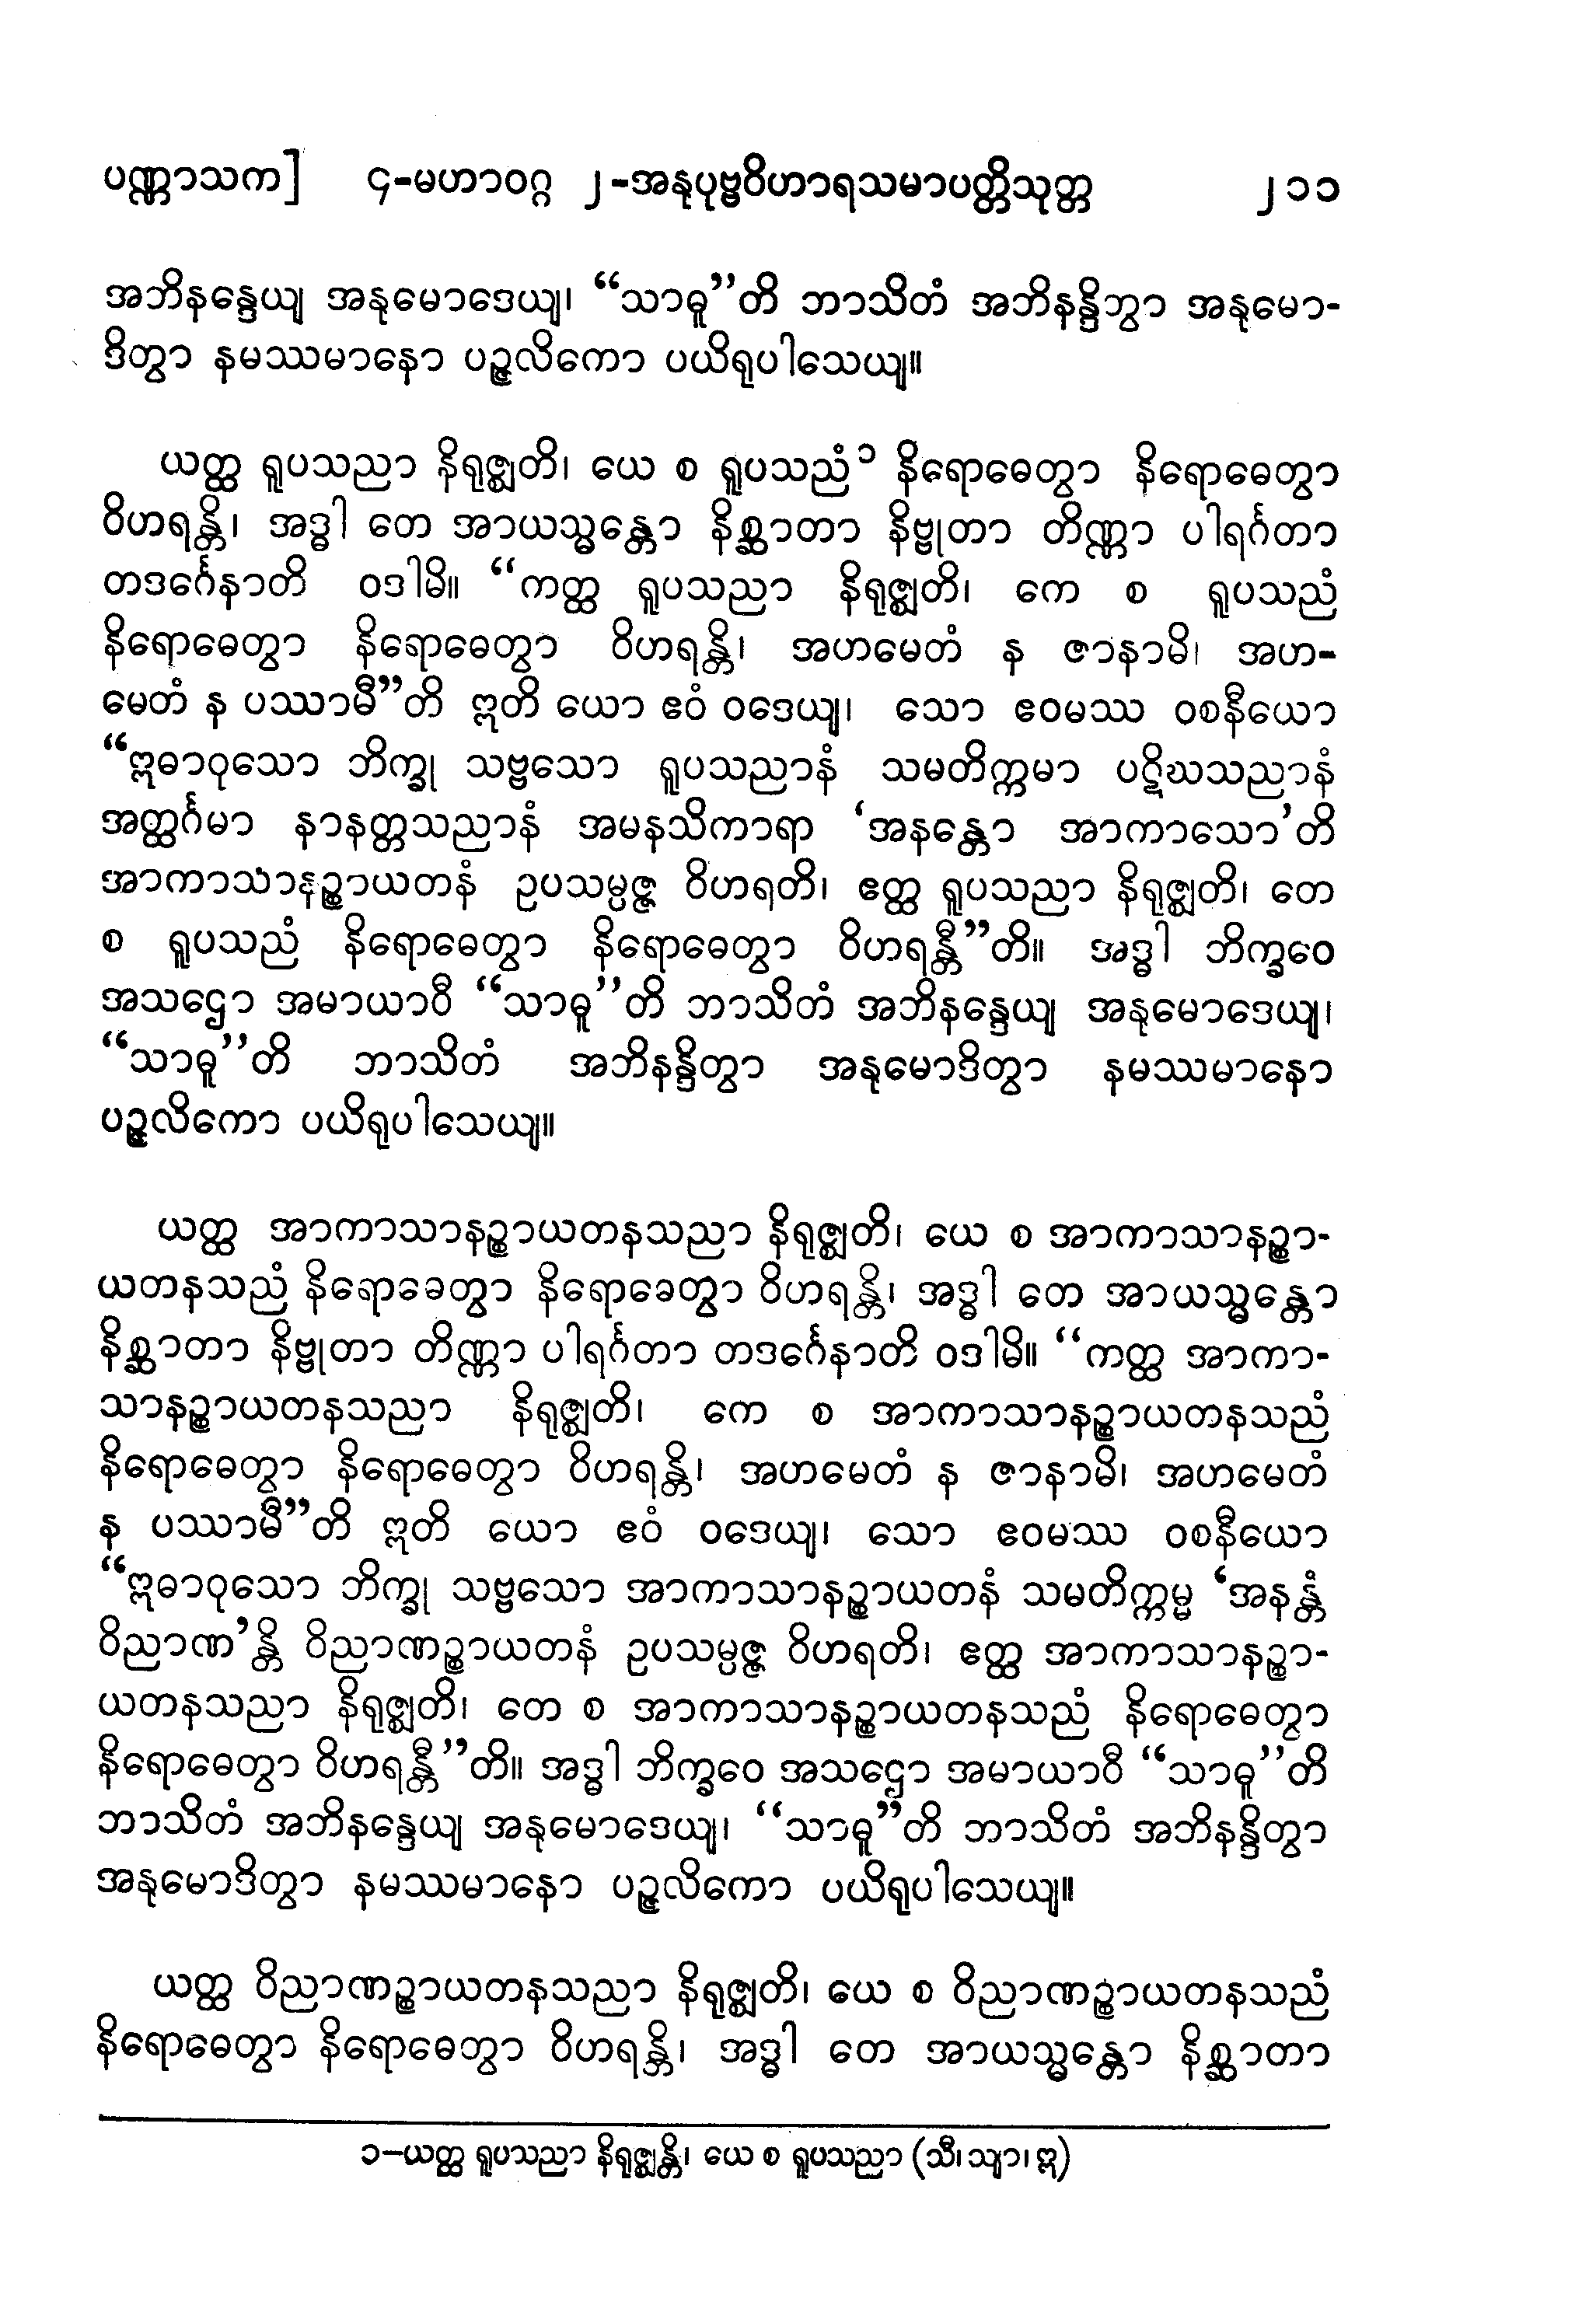 ပဏ္ဏာသက] ၄-မဟာဝဂ္ဂ ၂-အနုပုဗ္ဗဝိဟာရသမာပတ္တိသုတ္တ ၂၁၁
အဘိနန္ဒေယျ အနုမောဒေယျ၊ “သာဓူ”တိ ဘာသိတံ အဘိနန္ဒိတွာ အနုမော-
ဒိတွာ နမဿမာနော ပဉ္ဇလိကော ပယိရုပါသေယျ။
ယတ္ထ ရူပသညာ နိရုဇ္ဈတိ၊ ယေ စ ရူပသညံ ၁ နိရောဓေတွာ နိရောဓေတွာ
ဝိဟရန္တိ၊ အဒ္ဓါ တေ အာယသ္မန္တော နိစ္ဆာတာ နိဗ္ဗုတာ တိဏ္ဏာ ပါရင်္ဂတာ
တဒင်္ဂေနာတိ ဝဒါမိ။ “ကတ္ထ ရူပသညာ နိရုဇ္ဈတိ၊ ကေ စ ရူပသညံ
နိရောဓေတွာ နိရောဓေတွာ ဝိဟရန္တိ၊ အဟမေတံ န ဇာနာမိ၊ အဟ-
မေတံ န ပဿာမီ”တိ ဣတိ ယော ဧဝံ ဝဒေယျ၊ သော ဧဝမဿ ဝစနီယော
“ဣဓာဝုသော ဘိက္ခု သဗ္ဗသော ရူပသညာနံ သမတိက္ကမာ ပဋိဃသညာနံ
အတ္ထင်္ဂမာ နာနတ္တသညာနံ အမနသိကာရာ ‘အနန္တော အာကာသော’တိ
အာကာသာနဉ္စာယတနံ ဥပသမ္ပဇ္ဇ ဝိဟရတိ၊ ဧတ္ထ ရူပသညာ နိရုဇ္ဈတိ၊ တေ
စ ရူပသညံ နိရောဓေတွာ နိရောဓေတွာ ဝိဟရန္တီ”တိ။ အဒ္ဓါ ဘိက္ခဝေ
အသဌော အမာယာဝီ “သာဓူ”တိ ဘာသိတံ အဘိနန္ဒေယျ အနုမောဒေယျ၊
“သာဓူ”တိ ဘာသိတံ အဘိနန္ဒိတွာ အနုမောဒိတွာ နမဿမာနော
ပဉ္ဇလိကော ပယိရုပါသေယျ။
ယတ္ထ အာကာသာနဉ္စာယတနသညာ နိရုဇ္ဈတိ၊ ယေ စ အာကာသာနဉ္စာ-
ယတနသညံ နိရောဓေတွာ နိရောဓေတွာ ဝိဟရန္တိ၊ အဒ္ဓါ တေ အာယသ္မန္တော
နိစ္ဆာတာ နိဗ္ဗုတာ တိဏ္ဏာ ပါရင်္ဂတာ တဒင်္ဂေနာတိ ဝဒါမိ။ “ကတ္ထ အာကာ-
သာနဉ္စာယတနသညာ နိရုဇ္ဈတိ၊ ကေ စ အာကာသာနဉ္စာယတနသညံ
နိရောဓေတွာ နိရောဓေတွာ ဝိဟရန္တိ၊ အဟမေတံ န ဇာနာမိ၊ အဟမေတံ
န ပဿာမီ”တိ ဣတိ ယော ဧဝံ ဝဒေယျ၊ သော ဧဝမဿ ဝစနီယော
“ဣဓာဝုသော ဘိက္ခု သဗ္ဗသော အာကာသာနဉ္စာယတနံ သမတိက္ကမ္မ ‘အနန္တံ
ဝိညာဏ’န္တိ ဝိညာဏဉ္စာယတနံ ဥပသမ္ပဇ္ဇ ဝိဟရတိ၊ ဧတ္ထ အာကာသာနဉ္စာ-
ယတနသညာ နိရုဇ္ဈတိ၊ တေ စ အာကာသာနဉ္စာယတနသညံ နိရောဓေတွာ
နိရောဓေတွာ ဝိဟရန္တီ”တိ။ အဒ္ဓါ ဘိက္ခဝေ အသဌော အမာယာဝီ “သာဓူ”တိ
ဘာသိတံ အဘိနန္ဒေယျ အနုမောဒေယျ၊ “သာဓူ”တိ ဘာသိတံ အဘိနန္ဒိတွာ
အနုမောဒိတွာ နမဿမာနော ပဉ္ဇလိကော ပယိရုပါသေယျ။
ယတ္ထ ဝိညာဏဉ္စာယတနသညာ နိရုဇ္ဈတိ၊ ယေ စ ဝိညာဏဉ္စာယတနသညံ
နိရောဓေတွာ နိရောဓေတွာ ဝိဟရန္တိ၊ အဒ္ဓါ တေ အာယသ္မန္တော နိစ္ဆာတာ
၁-ယတ္ထ ရူပသညာ နိရုဇ္ဈန္တိ၊ ယေ စ ရူပသညာ (သီ၊ သျာ၊ ဣ)